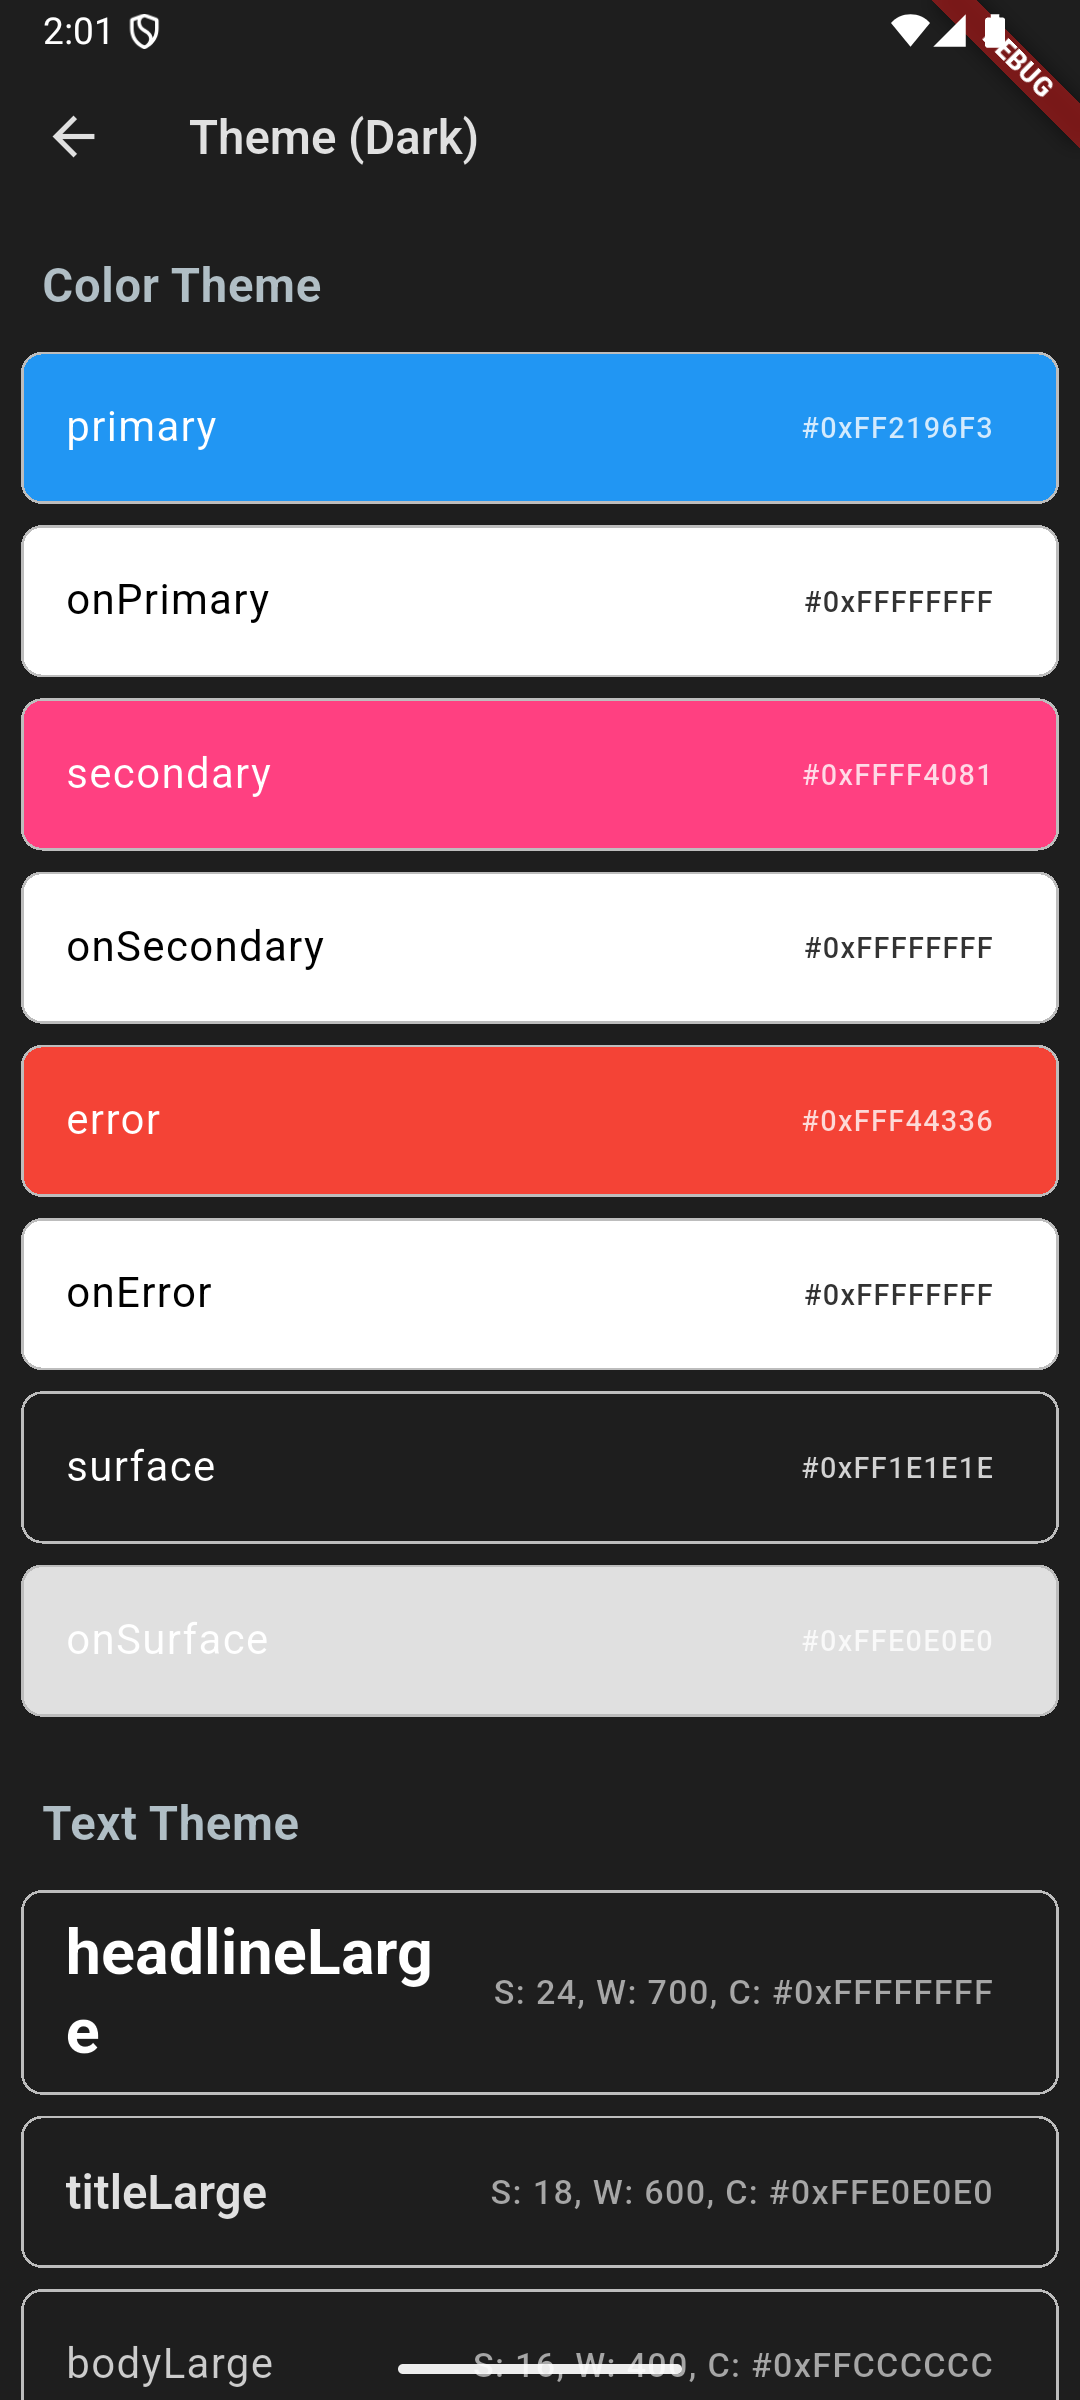 2:01
EBUG
Theme (Dark)
Color Theme
primary #0xFF2196F3
onPrimary #0xFFFFFFFF
secondary #0xFFFF4081
onSecondary #0xFFFFFFFF
error #0xFFF44336
onError #0xFFFFFFFF
surface #0xFF1E1E1E
onSurface #0xFFE0E0E0
Text Theme
headlineLarg
e
S: 24, W: 700, C: #0xFFFFFFFF
titleLarge S: 18, W: 600, C: #0xFFE0E0E0
bodyLarge S: 16, W: 400, C: #0xFFCCCCCC